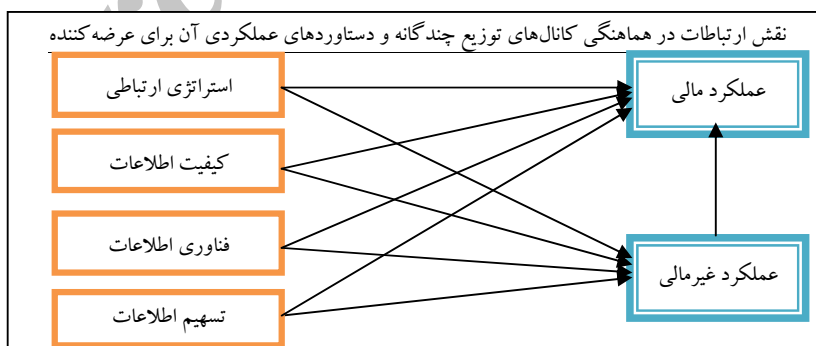 نقش ارتباطات در هماهنگی کانال‌های توزیع چندگانه و دستاوردهای عملکردی آن برای عرضه‌کننده
استراتژی ارتباطی
عملکرد مالی
کیفیت اطلاعات
فناوری اطلاعات
عملکرد غیرمالی
تسهیم اطلاعات